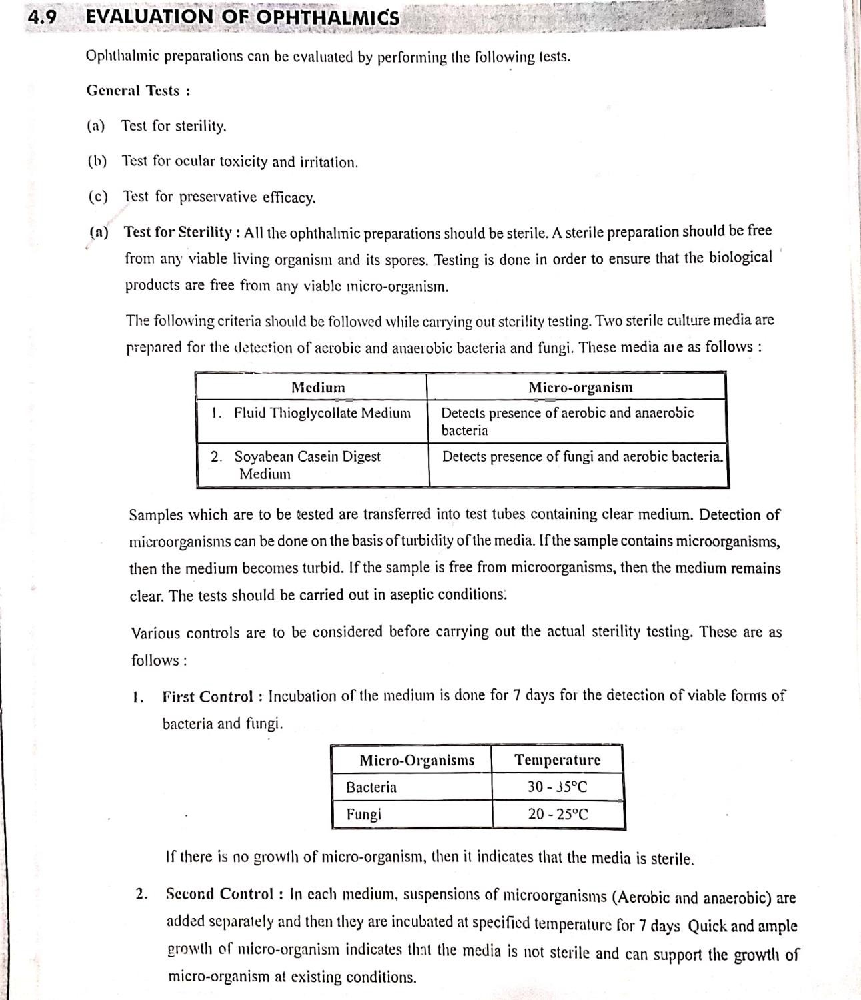 4.9 EVALUATION OF OPHTHALMICS
Ophthalmic preparations can be evaluated by performing the following tests.
General Tests :
(a) Test for sterility.
(b) Test for ocular toxicity and irritation.
(c) Test for preservative efficacy.
(a) Test for Sterility : All the ophthalmic preparations should be sterile. A sterile preparation should be free
from any viable living organism and its spores. Testing is done in order to ensure that the biological
products are free from any viable micro-organism.
The following criteria should be followed while carrying out sterility testing. Two sterile culture media are
prepared for the detection of aerobic and anaerobic bacteria and fungi. These media are as follows :
Medium Micro-organism
1. Fluid Thioglycollate Medium Detects presence of aerobic and anaerobic
bacteria
2. Soyabean Casein Digest Detects presence of fungi and aerobic bacteria.
Medium
Samples which are to be tested are transferred into test tubes containing clear medium. Detection of
microorganisms can be done on the basis of turbidity of the media. If the sample contains microorganisms,
then the medium becomes turbid. If the sample is free from microorganisms, then the medium remains
clear. The tests should be carried out in aseptic conditions.
Various controls are to be considered before carrying out the actual sterility testing. These are as
follows :
1. First Control : Incubation of the medium is done for 7 days for the detection of viable forms of
bacteria and fungi.
Micro-Organisms Temperature
Bacteria 30 - 35°C
Fungi 20 - 25°C
If there is no growth of micro-organism, then it indicates that the media is sterile.
2. Second Control : In each medium, suspensions of microorganisms (Aerobic and anaerobic) are
added separately and then they are incubated at specified temperature for 7 days Quick and ample
growth of micro-organism indicates that the media is not sterile and can support the growth of
micro-organism at existing conditions.